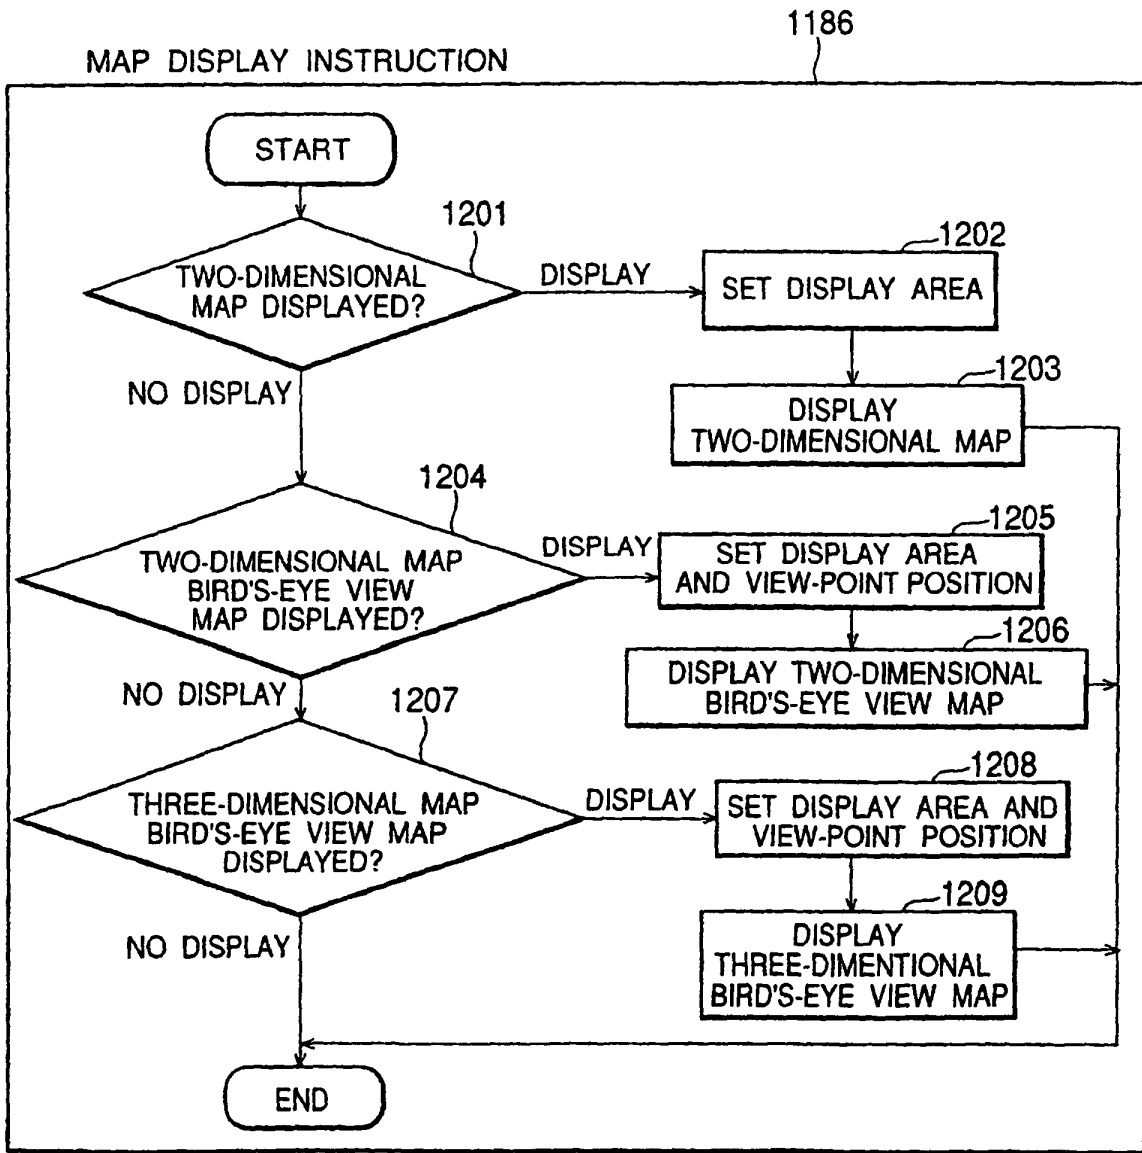 1186
MAP DISPLAY INSTRUCTION
START
1201
TWO-DIMENSIONAL
MAP DISPLAYED?
DISPLAY
1202
SET DISPLAY AREA
NO DISPLAY
1203
DISPLAY
TWO-DIMENSIONAL MAP
1204
TWO-DIMENSIONAL MAP
BIRD'S-EYE VIEW
MAP DISPLAYED?
DISPLAY
1205
SET DISPLAY AREA
AND VIEW-POINT POSITION
1206
DISPLAY TWO-DIMENSIONAL
BIRD'S-EYE VIEW MAP
NO DISPLAY
1207
THREE-DIMENSIONAL MAP
BIRD'S-EYE VIEW MAP
DISPLAYED?
DISPLAY
1208
SET DISPLAY AREA AND
VIEW-POINT POSITION
1209
DISPLAY
THREE-DIMENTIONAL
BIRD'S-EYE VIEW MAP
NO DISPLAY
END